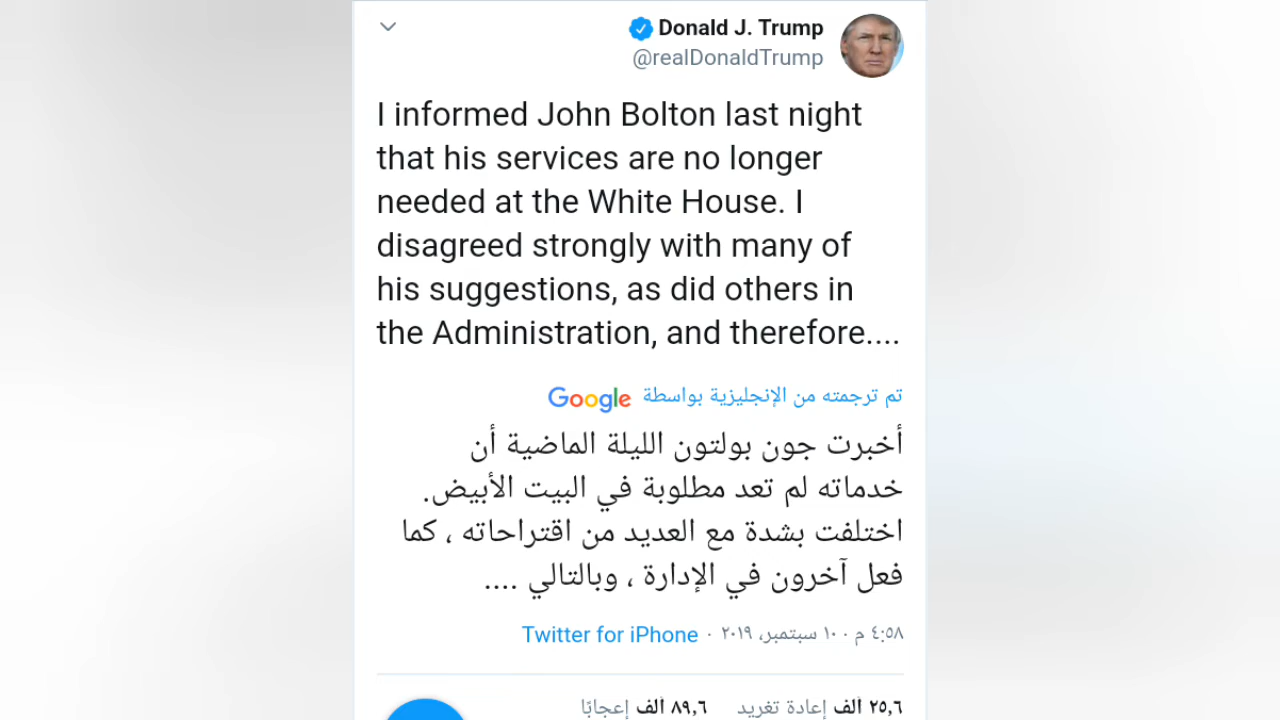 Donald J. Trump
@realDonaldTrump
I informed John Bolton last night
that his services are no longer
needed at the White House. I
disagreed strongly with many of
his suggestions, as did others in
the Administration, and therefore....
تم ترجمته من الإنجليزية بواسطة Google
أخبرت جون بولتون الليلة الماضية أن
خدماته لم تعد مطلوبة في البيت الأبيض.
اختلفت بشدة مع العديد من اقتراحاته ، كما
فعل آخرون في الإدارة ، وبالتالي ....
٤:٥٨ م · ١٠ سبتمبر، ٢٠١٩ · Twitter for iPhone
٢٥,٦ ألف إعادة تغريد ٨٩,٦ ألف إعجابًا